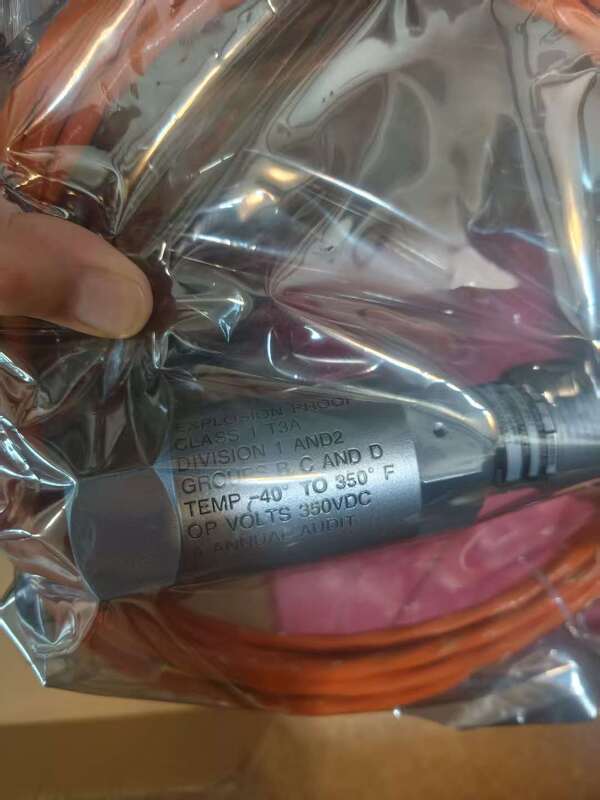 EXPLOSION PROOF
CLASS 1 T3A
DIVISION 1 AND2
GROUPS B, C AND D
TEMP -40° TO 350° F
OP VOLTS 350VDC
ANNUAL AUDIT